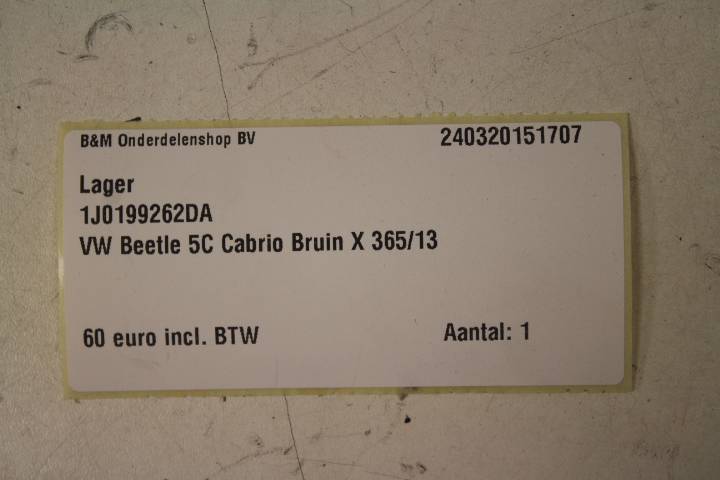 B&M Onderdelenshop BV 240320151707
Lager
1J0199262DA
VW Beetle 5C Cabrio Bruin X 365/13
60 euro incl. BTW Aantal: 1